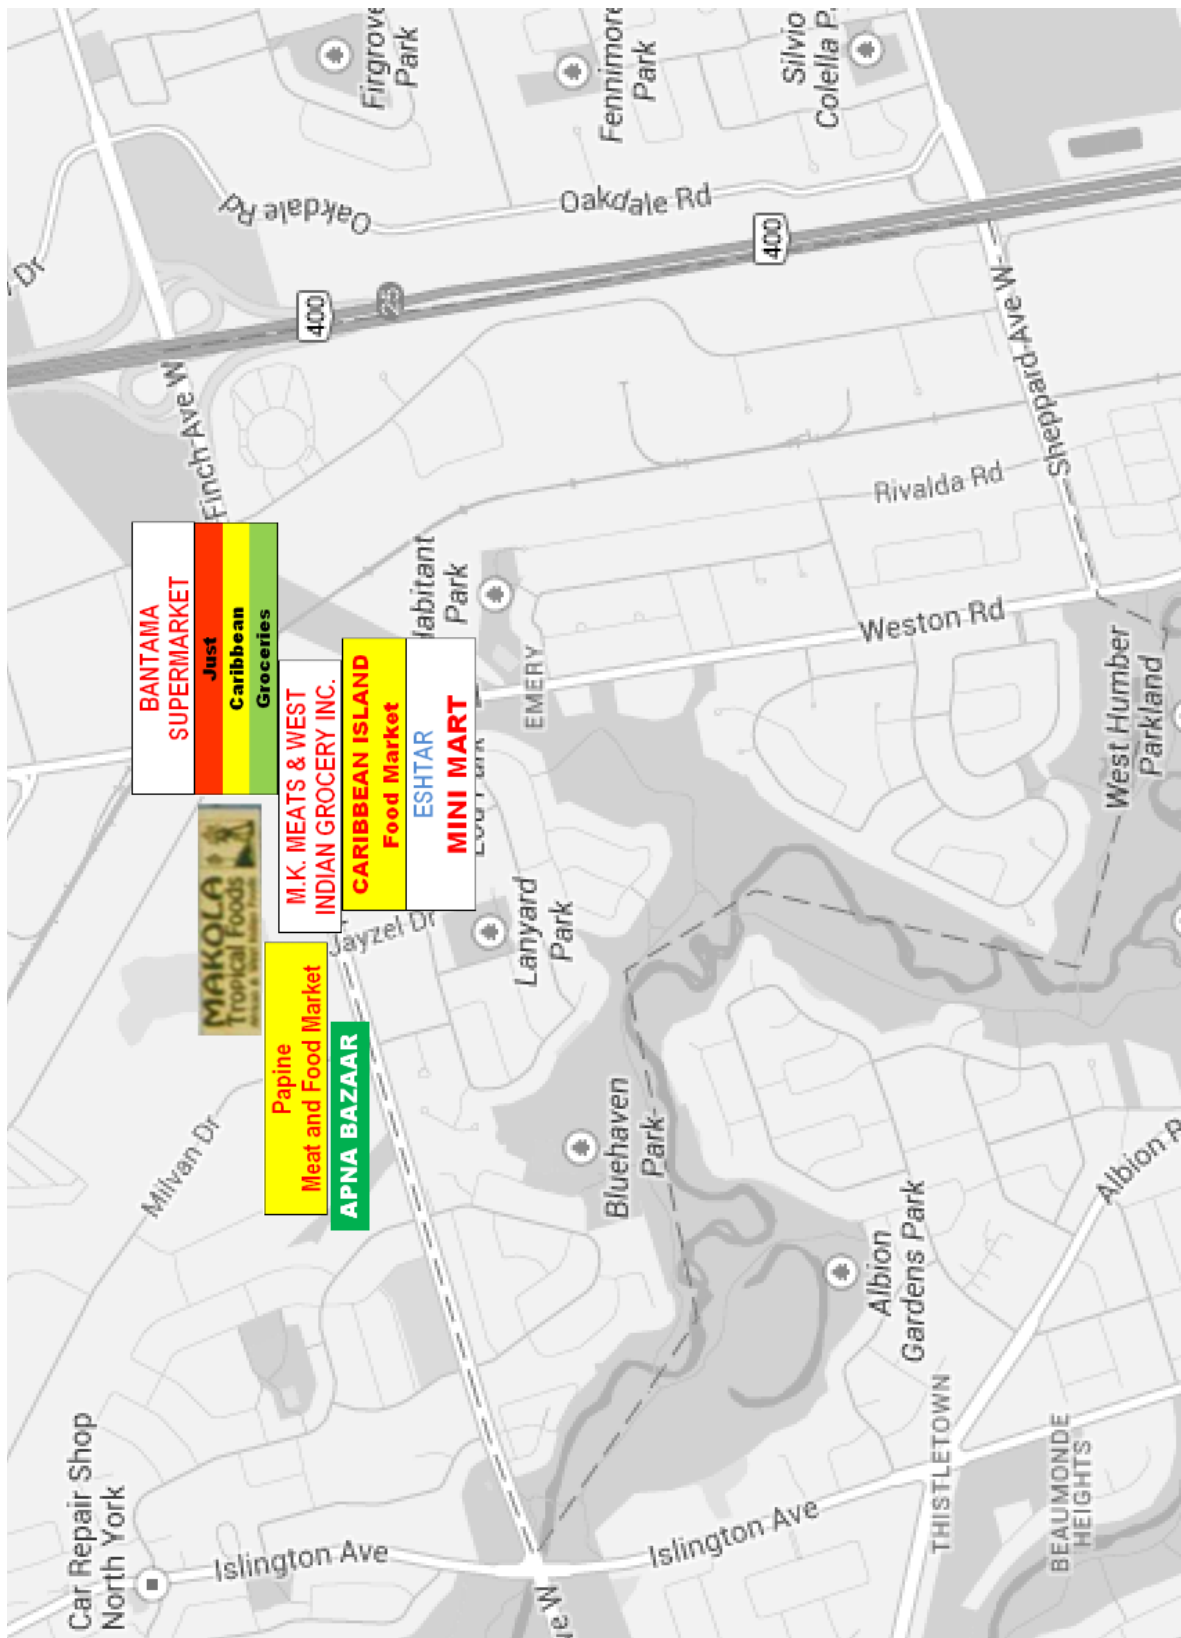 Car Repair Shop
North York
Dr
Milvan Dr
BANTAMA
SUPERMARKET
MAKOLA
Tropical Foods
Just
Caribbean
Groceries
Finch Ave W
Oakdale Rd
Islington Ave
Papine
Meat and Food Market
M.K. MEATS & WEST
INDIAN GROCERY INC.
400
APNA BAZAAR
Jayzel Dr
CARIBBEAN ISLAND
Food Market
25
Firgrove
Park
ESHTAR
MINI MART
Habitant
Park
Lanyard
Park
EMERY
ue W
Bluehaven
Park
Oakdale Rd
Fennimore
Park
Islington Ave
400
Silvio
Colella P
Albion
Gardens Park
Weston Rd
Rivalda Rd
THISTLETOWN
Sheppard Ave W
BEAUMONDE
HEIGHTS
Albion R
West Humber
Parkland